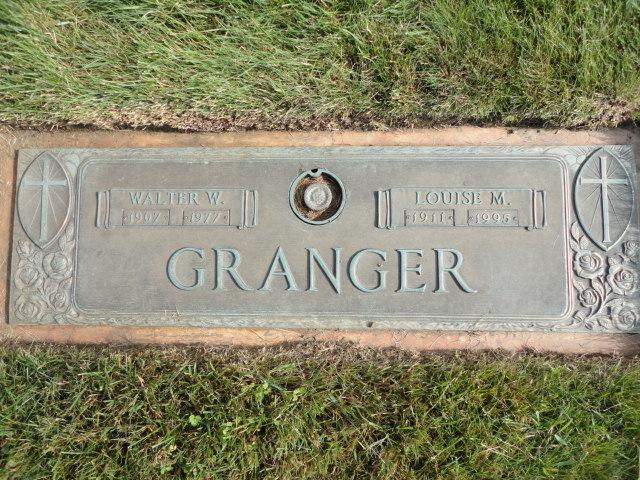 WALTER W.
1907 1977
LOUISE M.
1911 1995
GRANGER